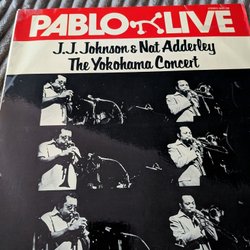 PABLO LIVE
J.J. Johnson & Nat Adderley
The Yokohama Concert